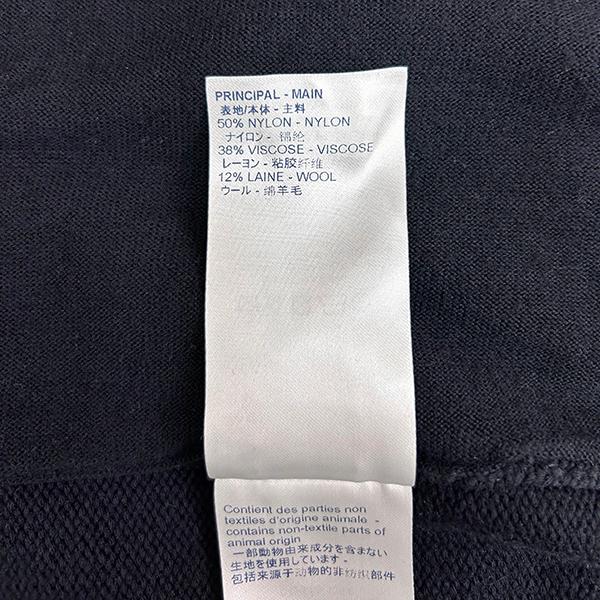 PRINCIPAL - MAIN
表地/本体 - 主料
50% NYLON - NYLON
ナイロン - 锦纶
38% VISCOSE - VISCOSE
レーヨン - 粘胶纤维
12% LAINE - WOOL
ウール - 绵羊毛
Contient des parties non
textiles d'origine animale -
contains non-textile parts of
animal origin
一部動物由来成分を含まない
生地を使用しています -
包括来源于动物的非纺织部件